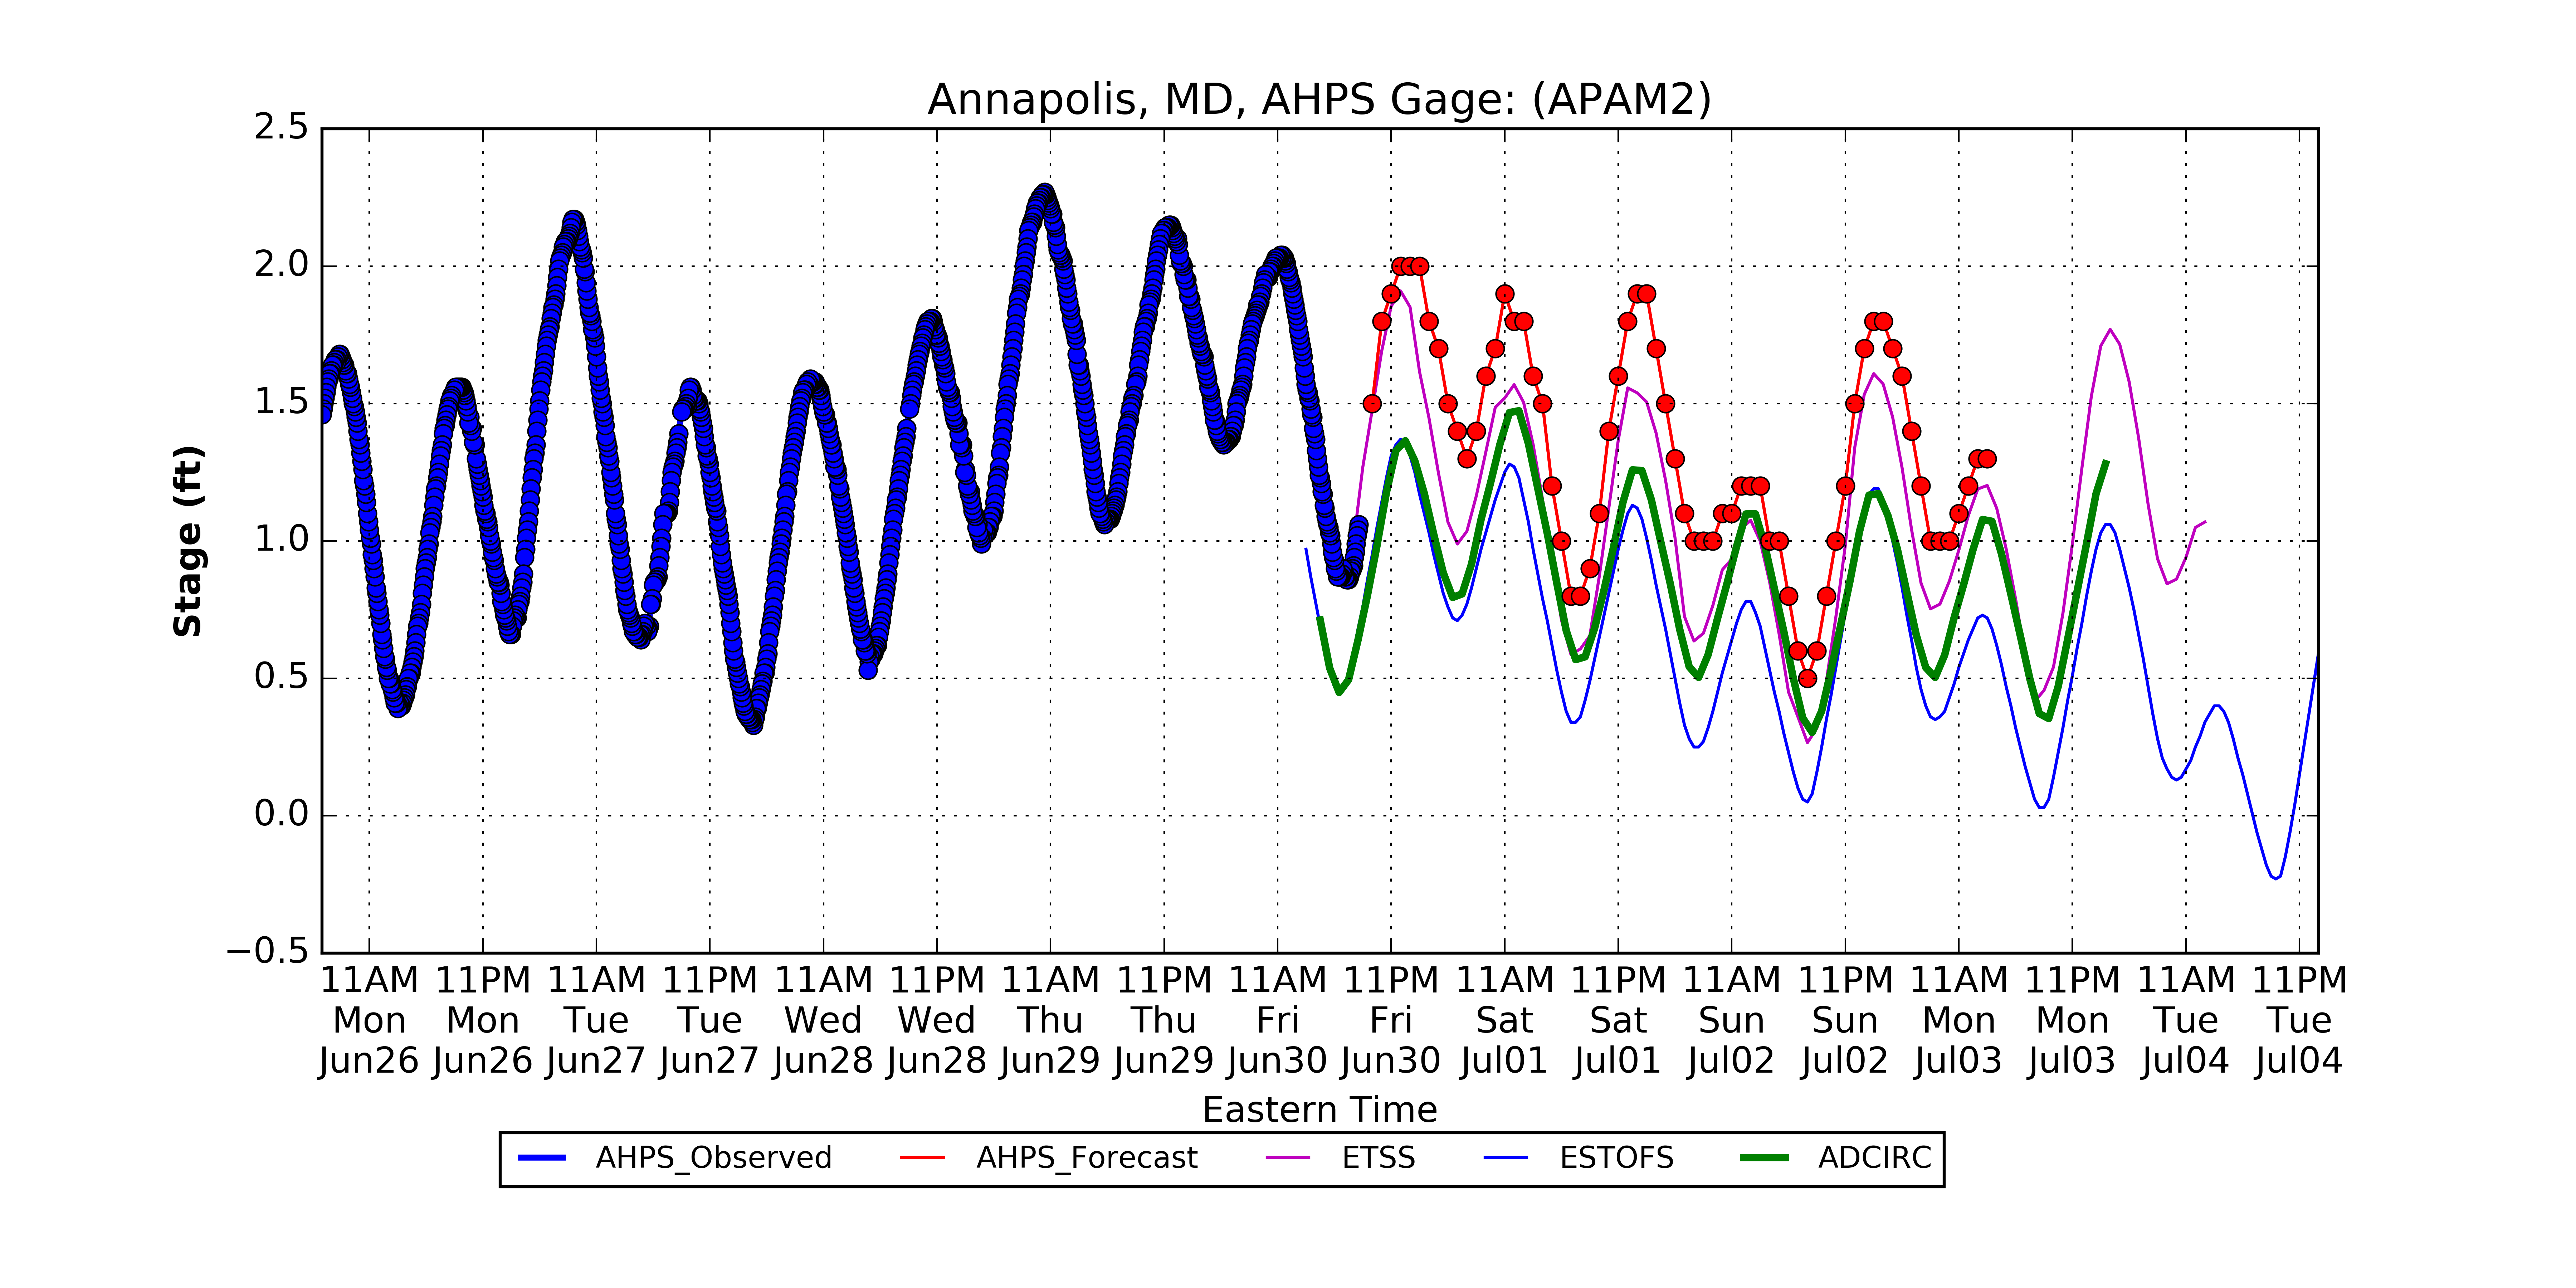 Annapolis, MD, AHPS Gage: (APAM2)
2.5
2.0
1.5
1.0
0.5
0.0
−0.5
Stage (ft)
11AM 11PM 11AM 11PM 11AM 11PM 11AM 11PM 11AM 11PM 11AM 11PM 11AM 11PM 11AM 11PM 11AM 11PM
Mon Mon Tue Tue Wed Wed Thu Thu Fri Fri Sat Sat Sun Sun Mon Mon Tue Tue
Jun26 Jun26 Jun27 Jun27 Jun28 Jun28 Jun29 Jun29 Jun30 Jun30 Jul01 Jul01 Jul02 Jul02 Jul03 Jul03 Jul04 Jul04
Eastern Time
AHPS_Observed AHPS_Forecast ETSS ESTOFS ADCIRC